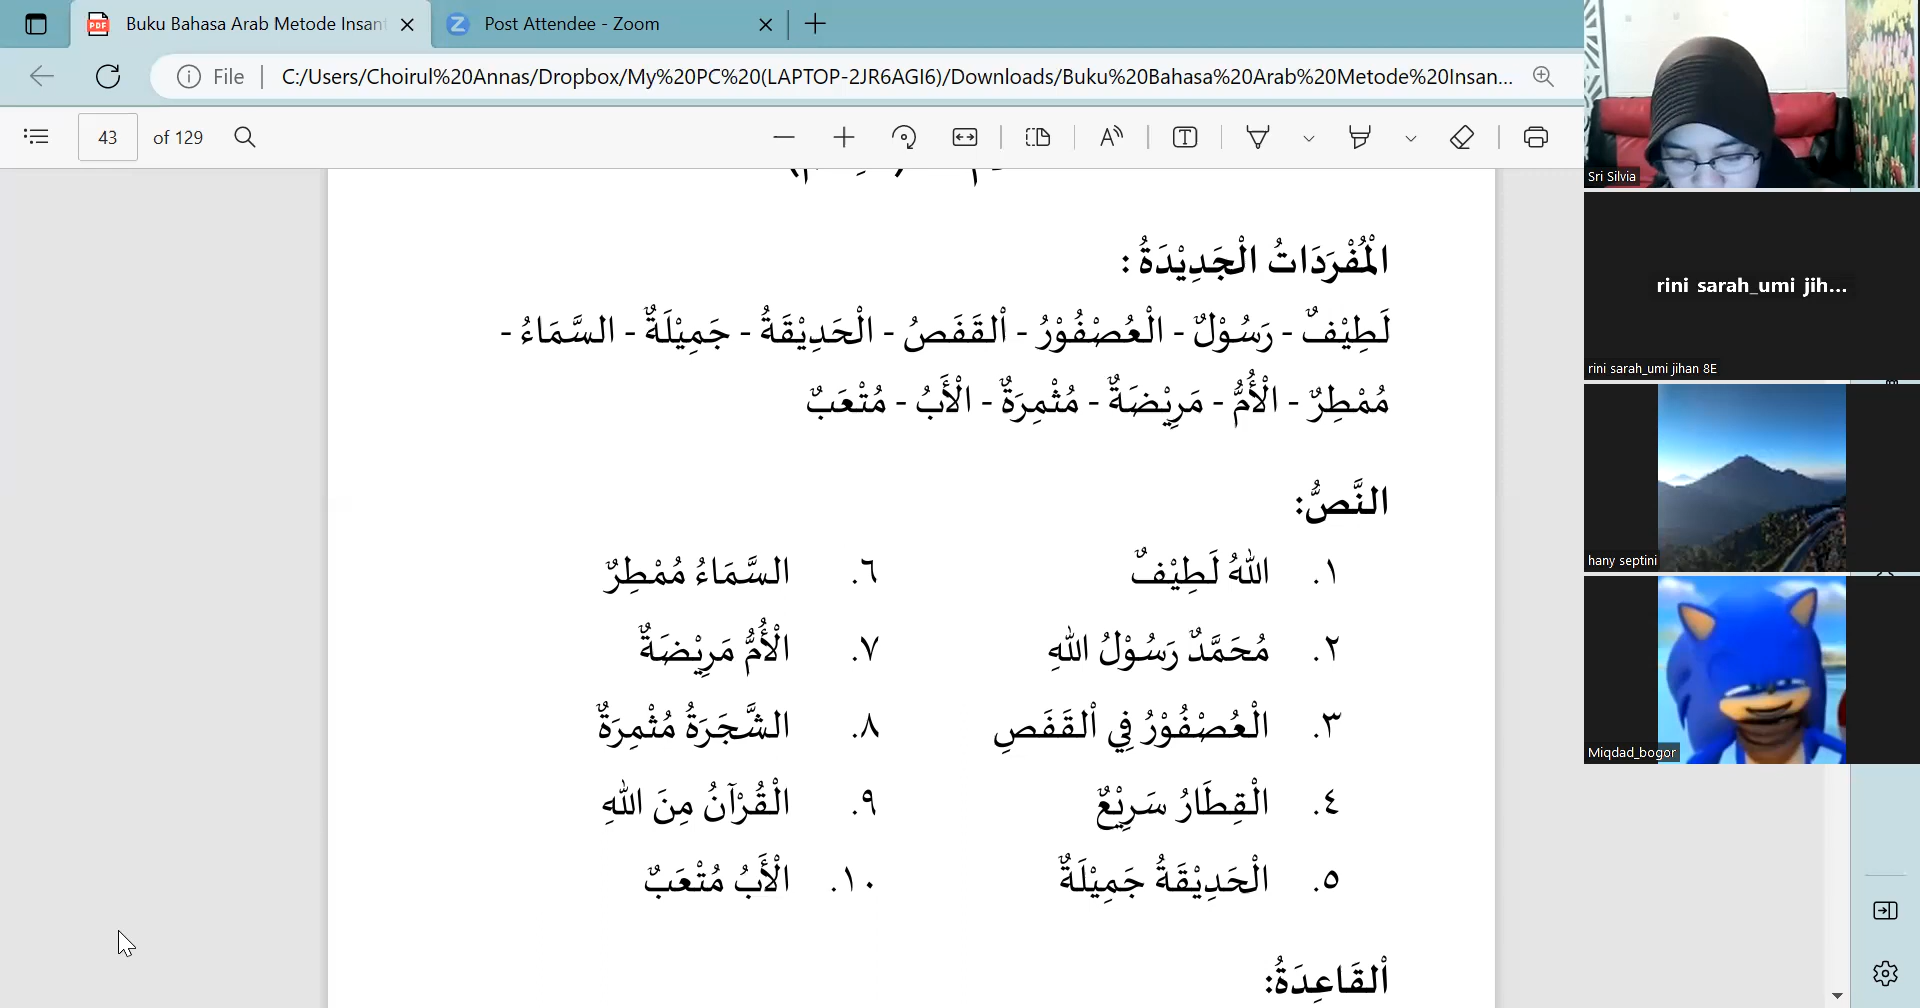 Buku Bahasa Arab Metode Insan
Post Attendee - Zoom
File
C:/Users/Choirul%20Annas/Dropbox/My%20PC%20(LAPTOP-2JR6AGI6)/Downloads/Buku%20Bahasa%20Arab%20Metode%20Insan...
43 of 129
الْمُفْرَدَاتُ الْجَدِيْدَةُ :
لَطِيْفٌ - رَسُوْلٌ - الْعُصْفُوْرُ - اْلقَفَصُ - الْحَدِيْقَةُ - جَمِيْلَةٌ - السَّمَاءُ -
مُمْطِرٌ - الْأُمُّ - مَرِيْضَةٌ - مُثْمِرَةٌ - الْأَبُ - مُتْعَبٌ
النَّصُّ:
١. اللهُ لَطِيْفٌ
٢. مُحَمَّدٌ رَسُوْلُ اللهِ
٣. الْعُصْفُوْرُ فِي اْلقَفَصِ
٤. الْقِطَارُ سَرِيْعٌ
٥. الْحَدِيْقَةُ جَمِيْلَةٌ
٦. السَّمَاءُ مُمْطِرٌ
٧. الْأُمُّ مَرِيْضَةٌ
٨. الشَّجَرَةُ مُثْمِرَةٌ
٩. الْقُرْآنُ مِنَ اللهِ
١٠. الْأَبُ مُتْعَبٌ
اْلقَاعِدَةُ:
Sri Silvia
rini sarah_umi jih...
rini sarah_umi jihan 8E
hany septini
Miqdad_bogor